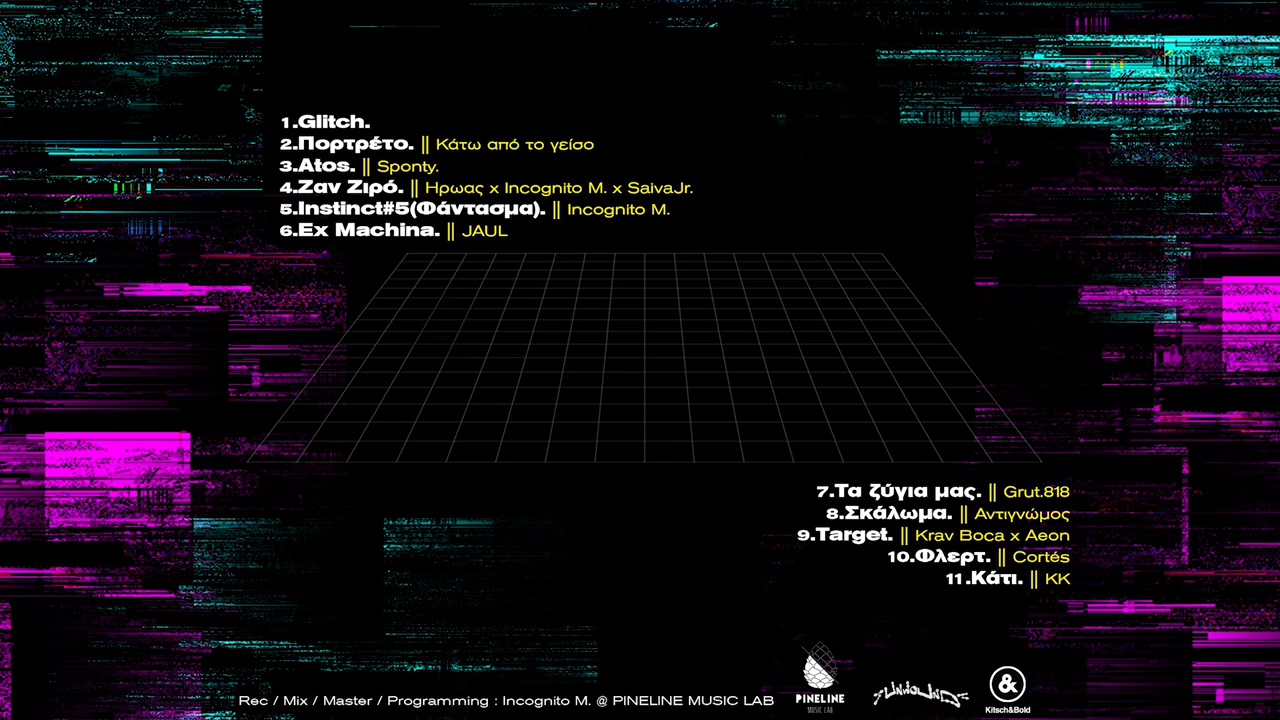 1.Glitch.
2.Πορτρέτο. || Κάτω από το γείσο
3.Atos. || Sponty.
4.Ζαν Ζιρό. || Ηρωας x Incognito M. x SaivaJr.
5.Instinct#5(Φάντασμα). || Incognito M.
6.Ex Machina. || JAUL
7.Τα ζύγια μας. || Grut.818
8.Σκάλωμα. || Αντιγνώμος
9.Target. || Krav Boca x Aeon
10.Φλερτ. || Cortés
11.Κάτι. || KK
Rec / Mix / Master / Programming : Incognito M. @ PINELINE MUSIC LAB
PINELINE
MUSIC LAB
&
Kitsch&Bold